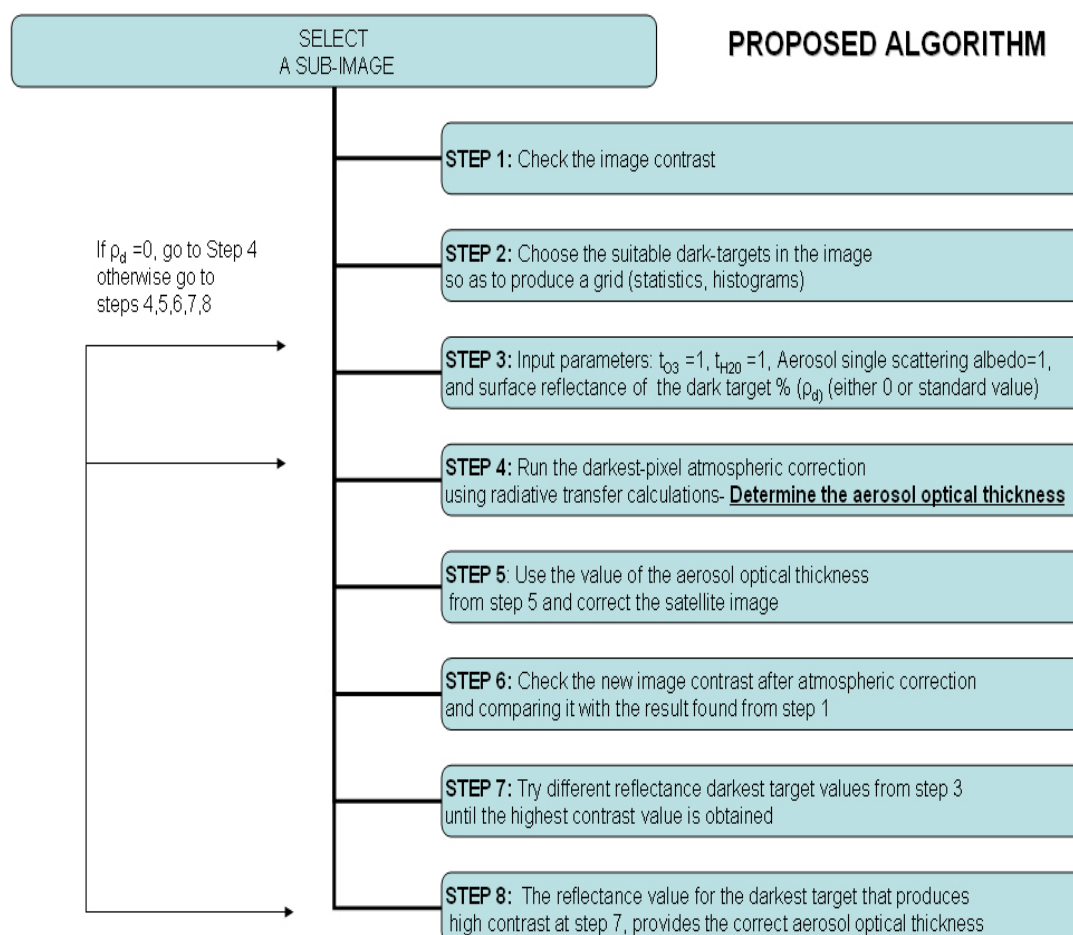 SELECT
A SUB-IMAGE
PROPOSED ALGORITHM
STEP 1: Check the image contrast
If ρd =0, go to Step 4
otherwise go to
steps 4,5,6,7,8
STEP 2: Choose the suitable dark-targets in the image
so as to produce a grid (statistics, histograms)
STEP 3: Input parameters: tO3 =1, tH20 =1, Aerosol single scattering albedo=1,
and surface reflectance of the dark target % (ρd) (either 0 or standard value)
STEP 4: Run the darkest-pixel atmospheric correction
using radiative transfer calculations- Determine the aerosol optical thickness
STEP 5: Use the value of the aerosol optical thickness
from step 5 and correct the satellite image
STEP 6: Check the new image contrast after atmospheric correction
and comparing it with the result found from step 1
STEP 7: Try different reflectance darkest target values from step 3
until the highest contrast value is obtained
STEP 8: The reflectance value for the darkest target that produces
high contrast at step 7, provides the correct aerosol optical thickness